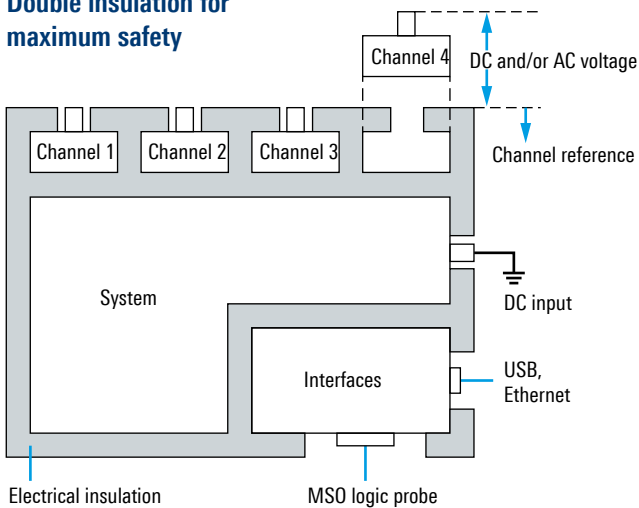 Double insulation for
maximum safety
Channel 4
DC and/or AC voltage
Channel 1
Channel 2
Channel 3
Channel reference
System
DC input
Interfaces
USB,
Ethernet
Electrical insulation
MSO logic probe